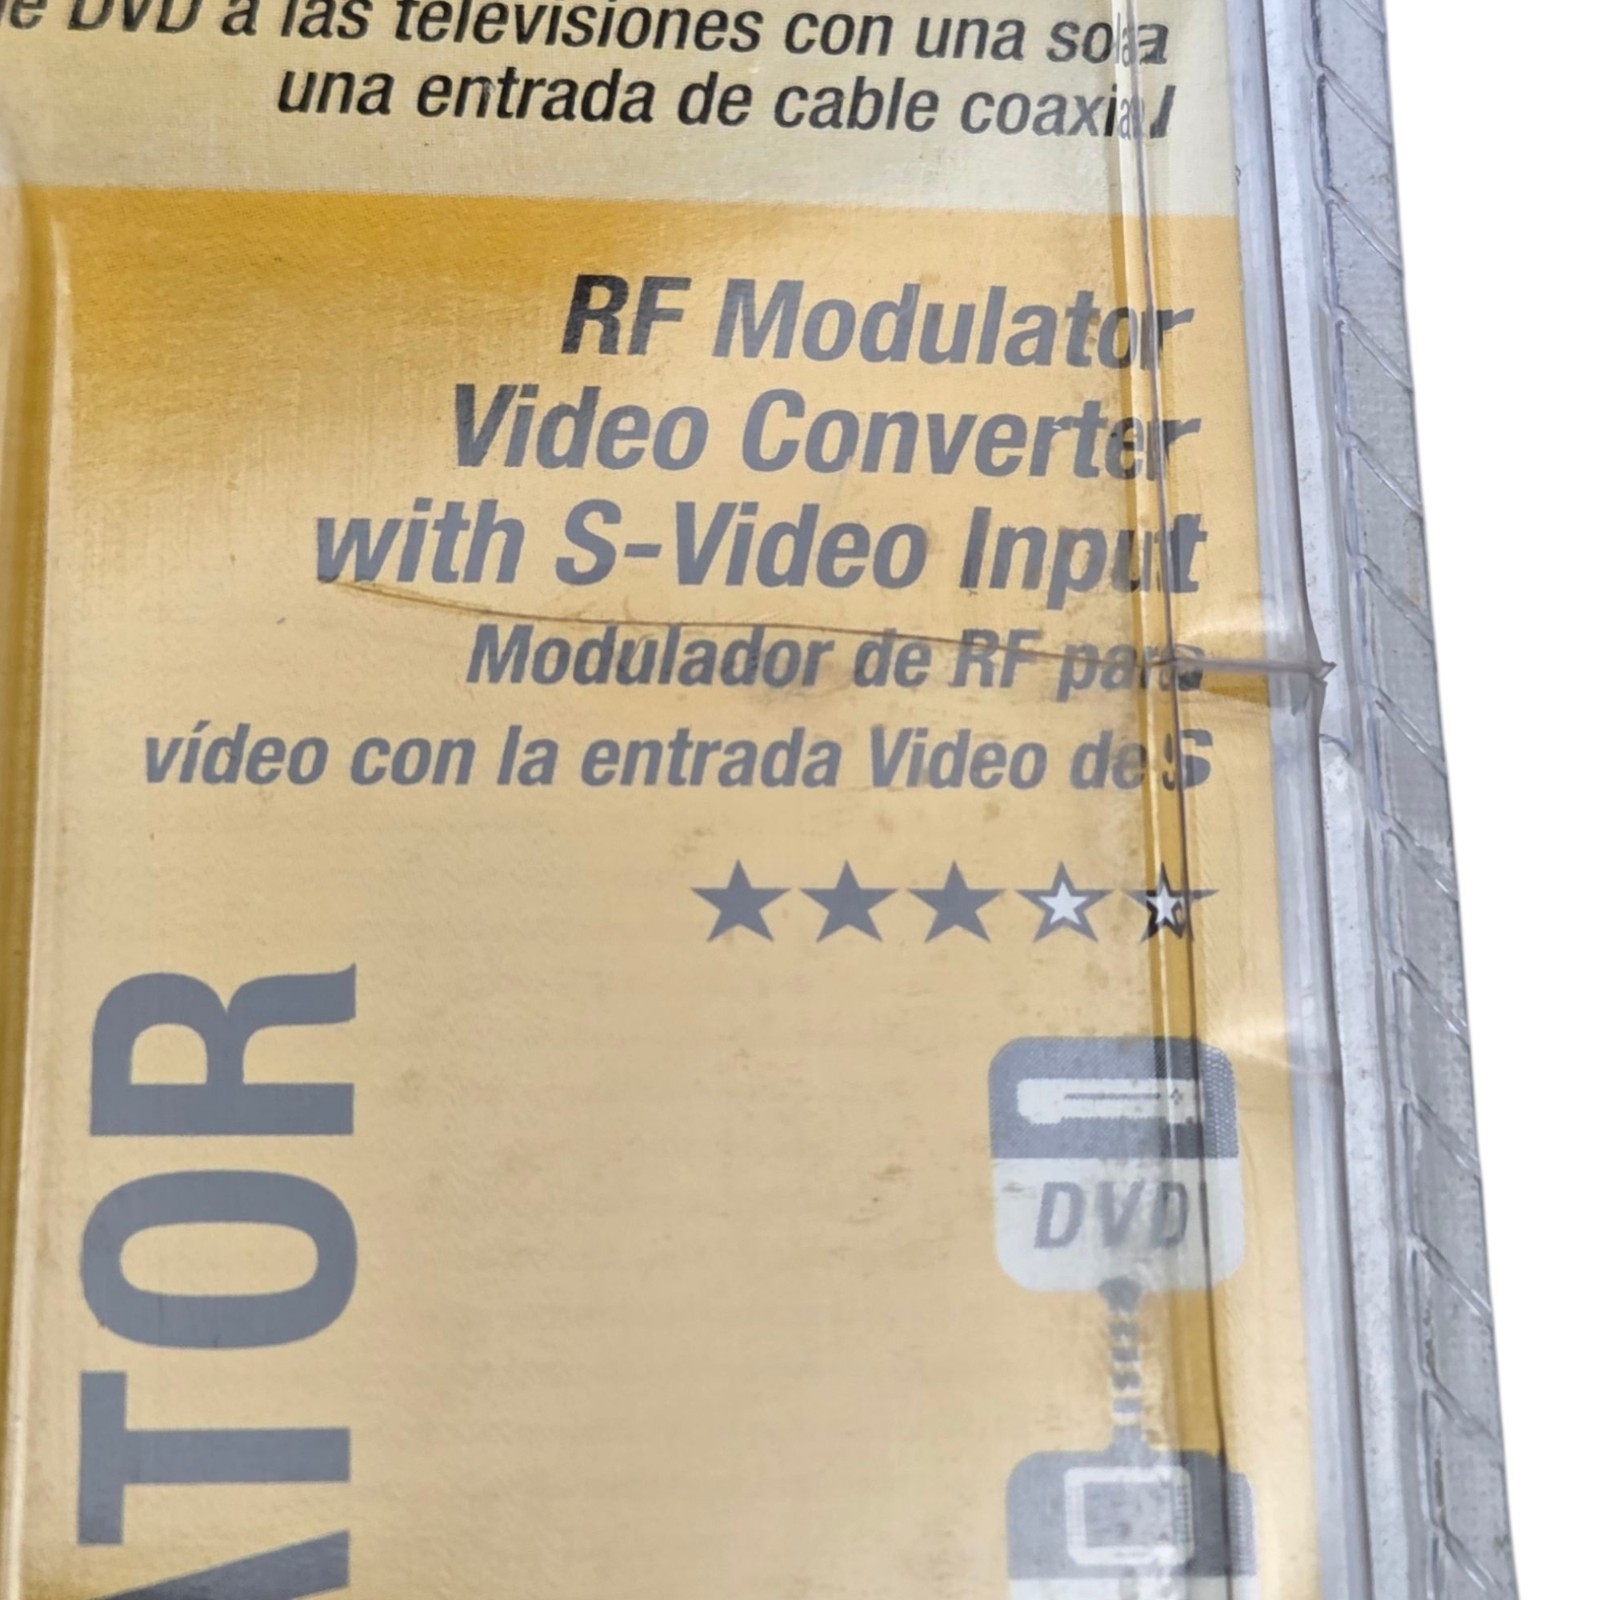 DVD a las televisiones con una sola
una entrada de cable coaxial
RF Modulator
Video Converter
with S-Video Input
Modulador de RF para
vídeo con la entrada Video de S
DVD
ATOR